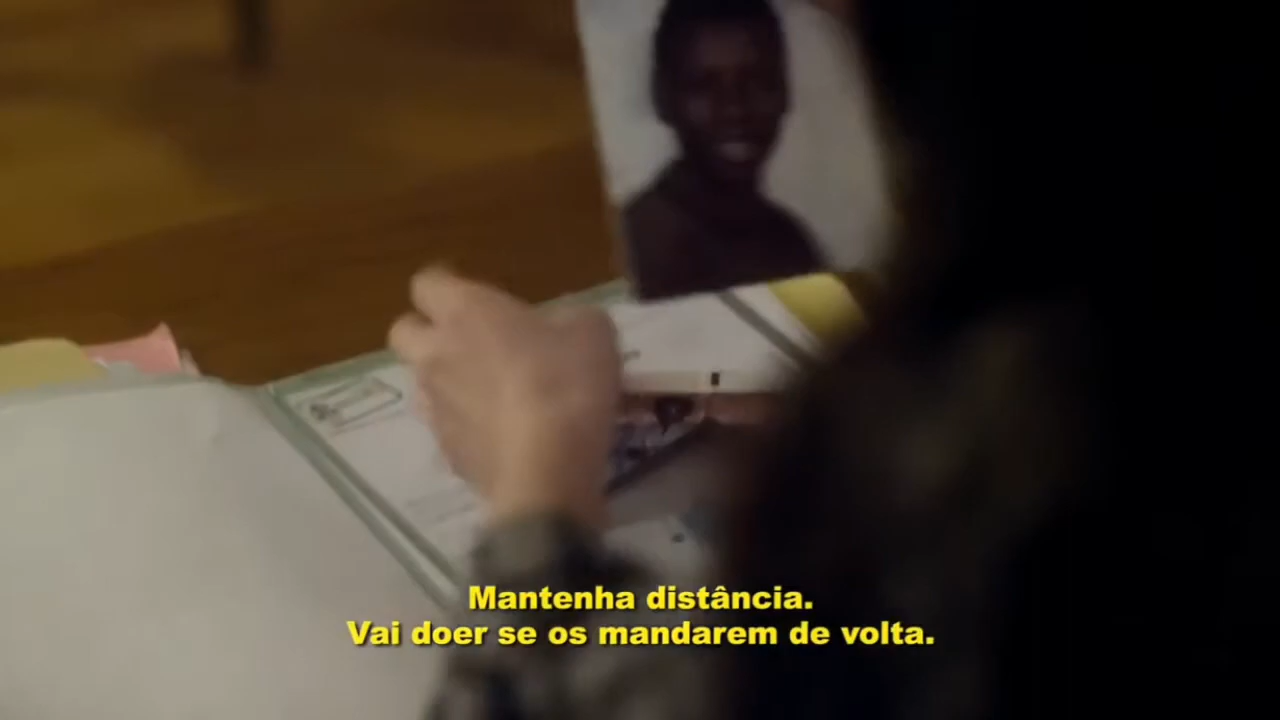 Mantenha distância.
Vai doer se os mandarem de volta.